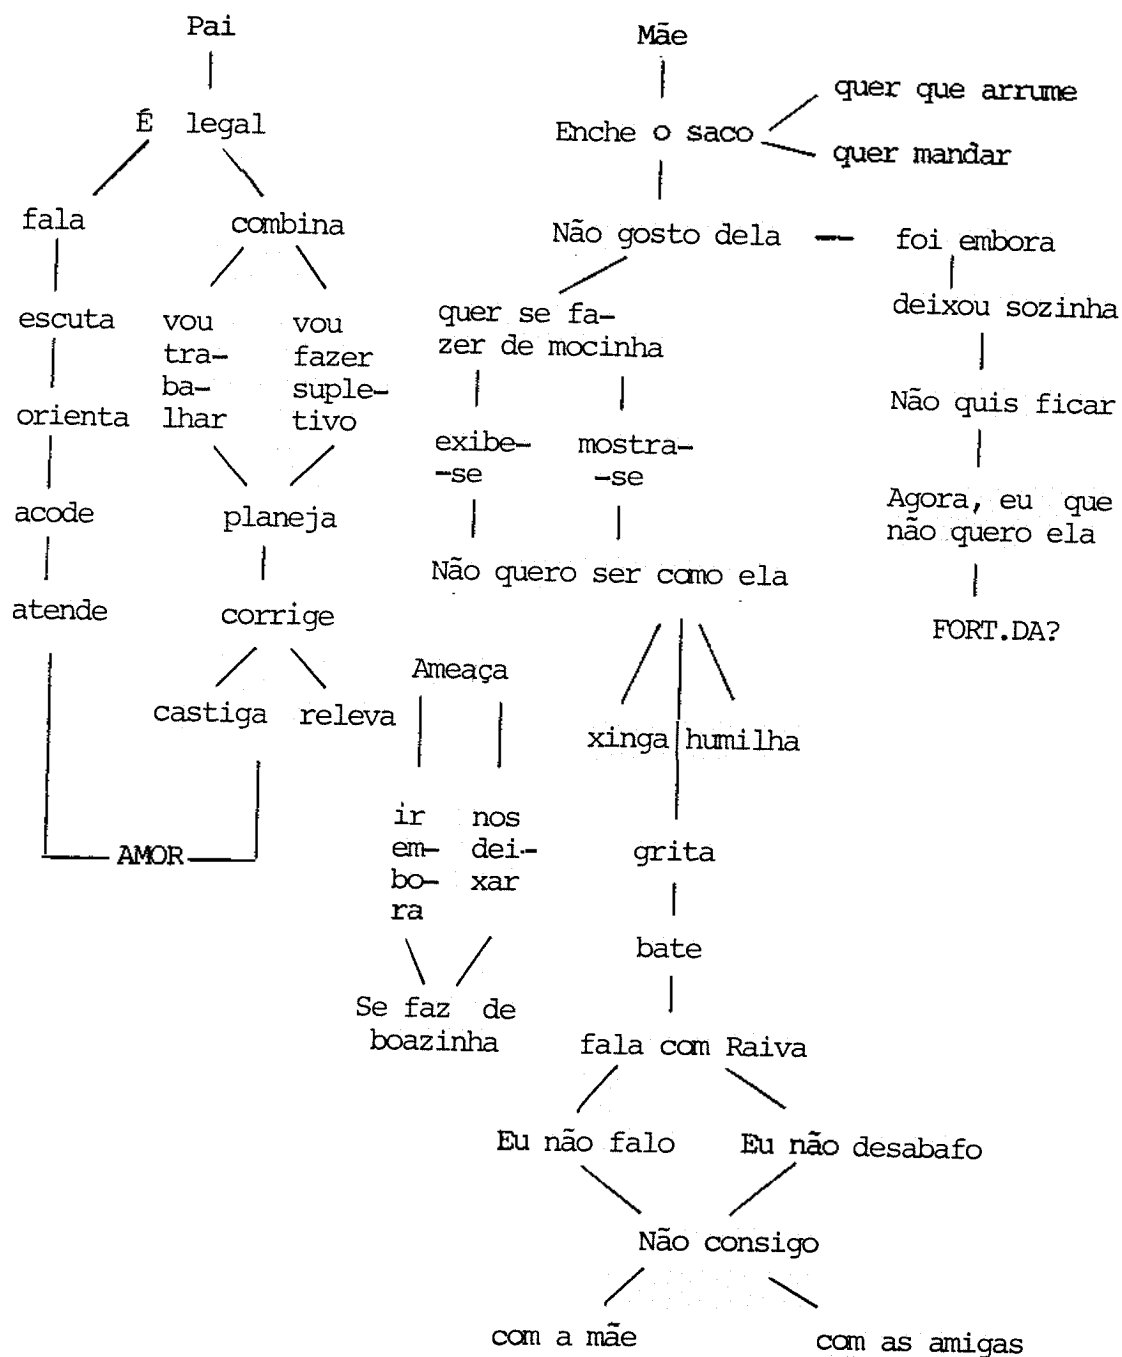 Pai
É legal
fala
combina
escuta
orienta
acode
atende
vou
tra-
ba-
lhar
vou
fazer
suple-
tivo
planeja
corrige
castiga
releva
AMOR
Mãe
Enche o saco
quer que arrume
quer mandar
Não gosto dela
foi embora
deixou sozinha
Não quis ficar
Agora, eu que
não quero ela
FORT.DA?
quer se fa-
zer de mocinha
exibe-
-se
mostra-
-se
Não quero ser como ela
xinga
humilha
grita
bate
fala com Raiva
Eu não falo
Eu não desabafo
Não consigo
com a mãe
com as amigas
Ameaça
ir
em-
bo-
ra
nos
dei-
xar
Se faz de
boazinha